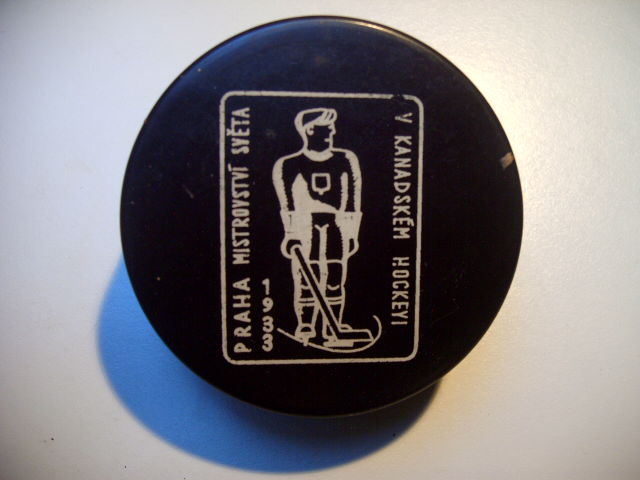 PRAHA MISTROVSTVÍ SVĚTA
V KANADSKÉM HOCKEYI
1933